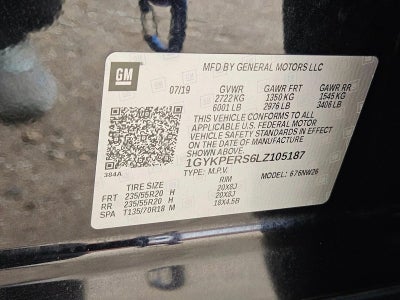 GM
MFD BY GENERAL MOTORS LLC
07/19 GVWR GAWR FRT GAWR RR
2722 KG 1350 KG 1545 KG
6001 LB 2976 LB 3406 LB
THIS VEHICLE CONFORMS TO ALL
APPLICABLE U.S. FEDERAL MOTOR
VEHICLE SAFETY STANDARDS IN EFFECT
ON THE DATE OF MANUFACTURE
384A
1GYKPERS6LZ105187
TYPE: M.P.V. MODEL: 6?6NW26
TIRE SIZE RIM
FRT 235/55R20 H 20X8J
RR 235/55R20 H 20X8J
SPA T135/70R18 M 18X4.5B